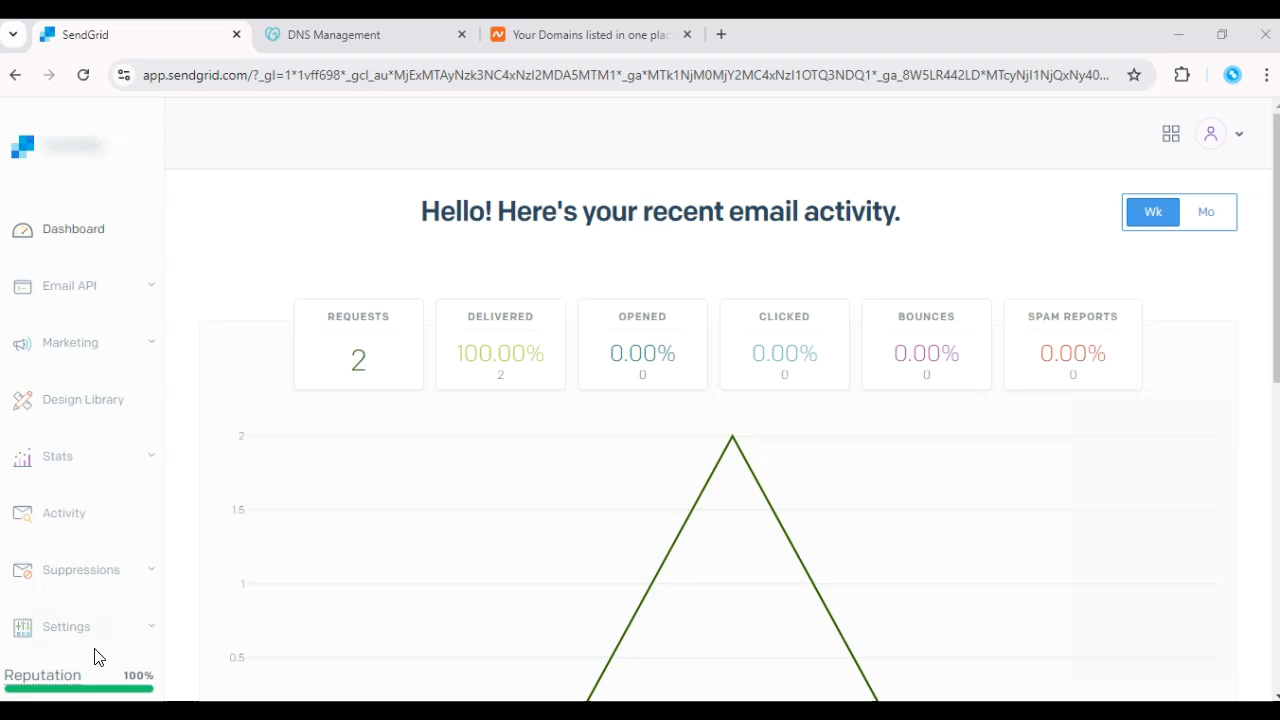 SendGrid
DNS Management
Your Domains listed in one plac
app.sendgrid.com/?_gl=1*1vff698*_gcl_au*MjExMTAyNzk3NC4xNzI2MDA5MTM1*_ga*MTk1NjM0MjY2MC4xNzI1OTQ3NDQ1*_ga_8W5LR442LD*MTcyNjI1NjQxNy40...
Hello! Here's your recent email activity.
Wk
Mo
Dashboard
Email API
Marketing
Design Library
Stats
Activity
Suppressions
Settings
Reputation 100%
REQUESTS
2
DELIVERED
100.00%
2
OPENED
0.00%
0
CLICKED
0.00%
0
BOUNCES
0.00%
0
SPAM REPORTS
0.00%
0
2
1.5
1
0.5